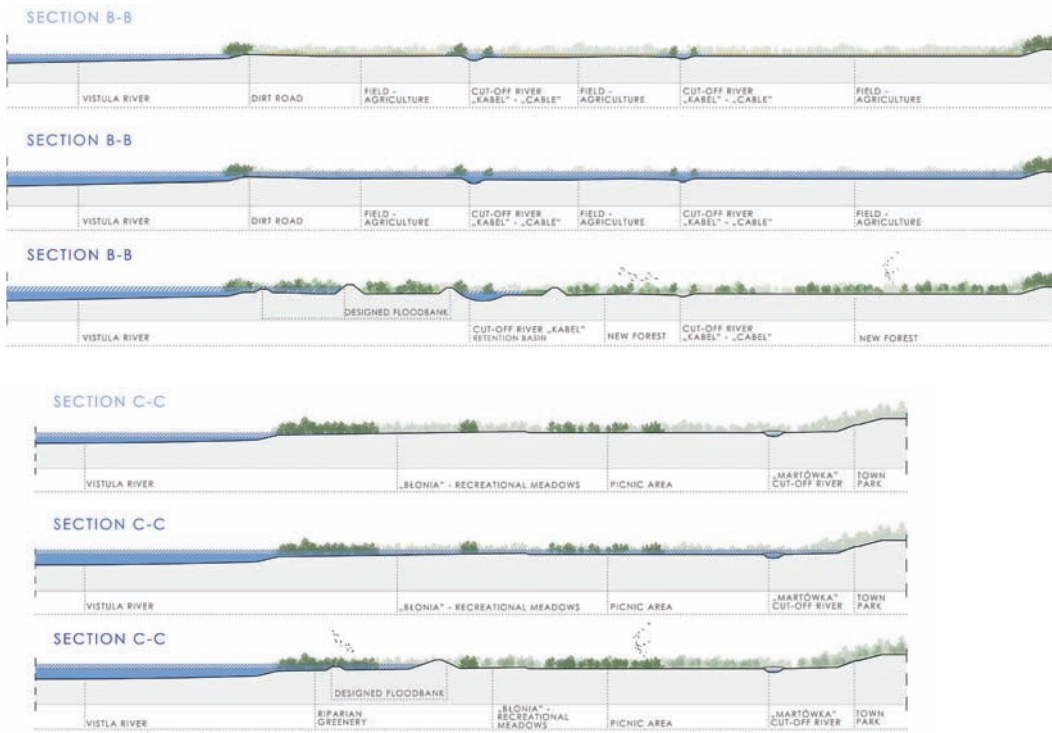 SECTION B-B
VISTULA RIVER
DIRT ROAD
FIELD -
AGRICULTURE
CUT-OFF RIVER
„KABEL" - „CABLE"
FIELD -
AGRICULTURE
CUT-OFF RIVER
„KABEL" - „CABLE"
FIELD -
AGRICULTURE
SECTION B-B
VISTULA RIVER
DIRT ROAD
FIELD -
AGRICULTURE
CUT-OFF RIVER
„KABEL" - „CABLE"
FIELD -
AGRICULTURE
CUT-OFF RIVER
„KABEL" - „CABLE"
FIELD -
AGRICULTURE
SECTION B-B
DESIGNED FLOODBANK
VISTULA RIVER
CUT-OFF RIVER „KABEL"
RETENTION BASIN
NEW FOREST
CUT-OFF RIVER
„KABEL" - „CABEL"
NEW FOREST
SECTION C-C
VISTULA RIVER
„BŁONIA" - RECREATIONAL MEADOWS
PICNIC AREA
„MARTÓWKA"
CUT-OFF RIVER
TOWN
PARK
SECTION C-C
VISTULA RIVER
„BŁONIA" - RECREATIONAL MEADOWS
PICNIC AREA
„MARTÓWKA"
CUT-OFF RIVER
TOWN
PARK
SECTION C-C
DESIGNED FLOODBANK
VISTLA RIVER
RIPARIAN
GREENERY
„BŁONIA" -
RECREATIONAL
MEADOWS
PICNIC AREA
„MARTÓWKA"
CUT-OFF RIVER
TOWN
PARK